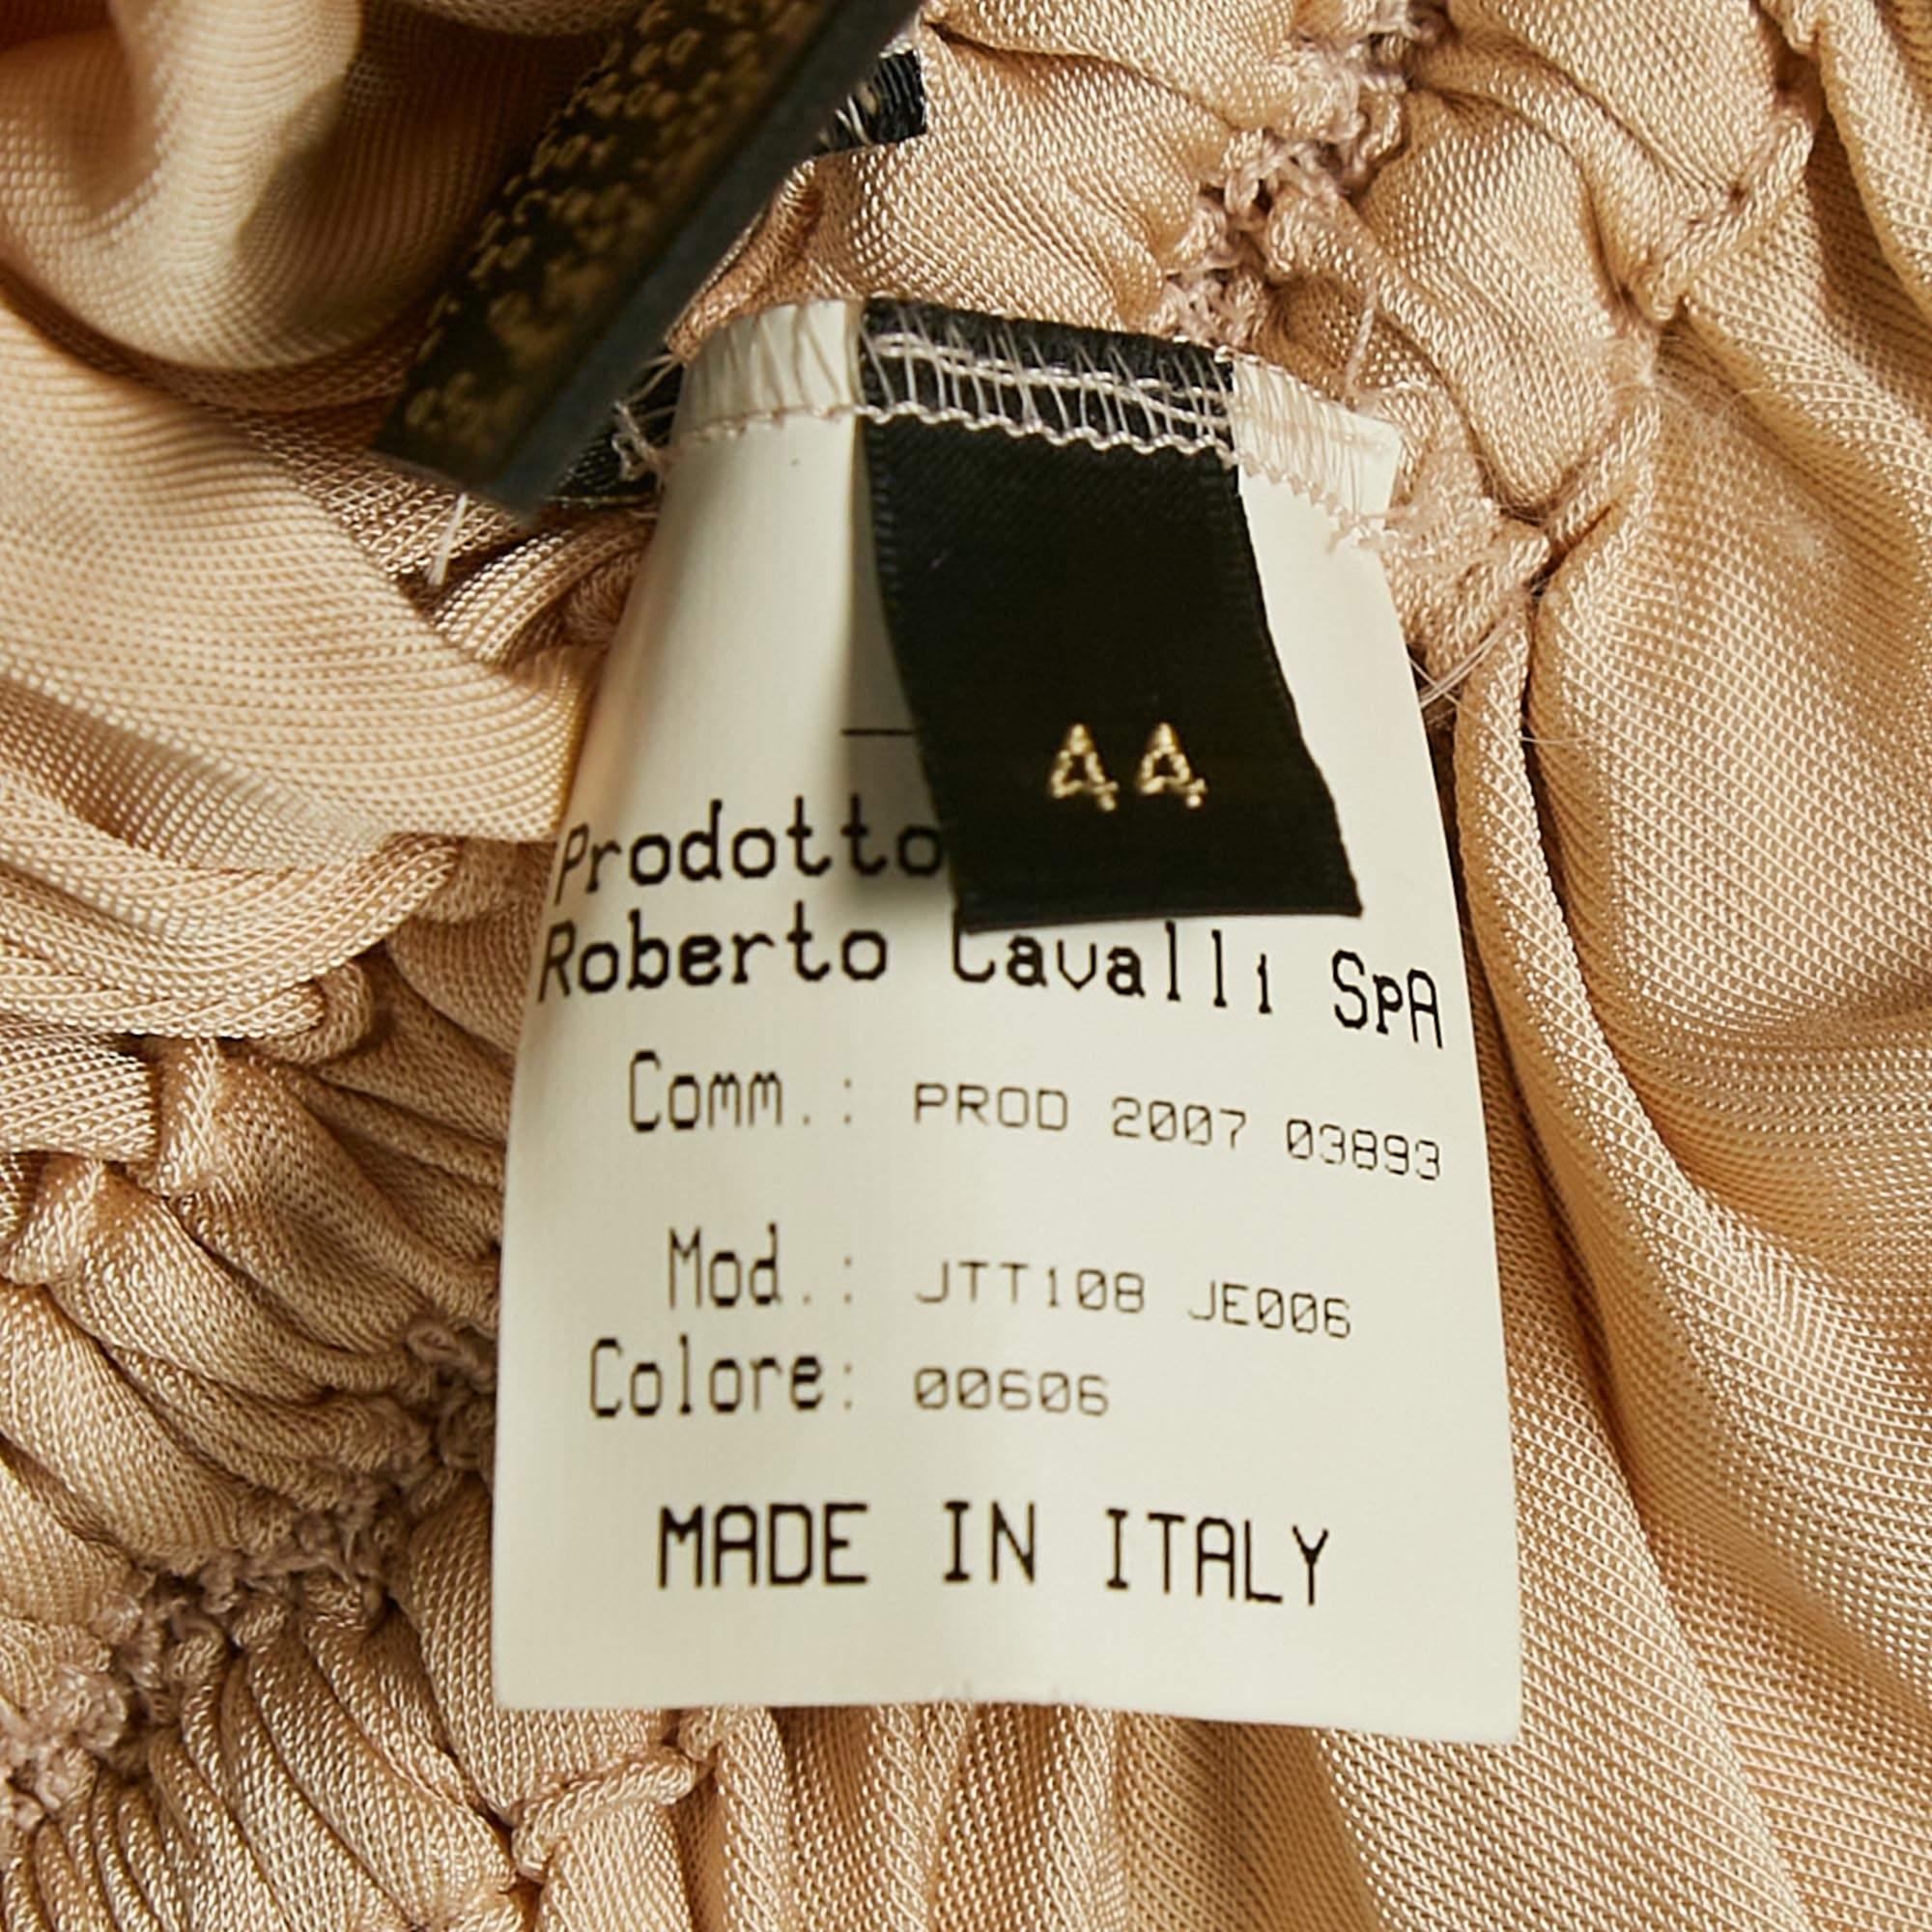 44
Prodotto
Roberto Cavalli SpA
Comm.: PROD 2007 03893
Mod.: JTT108 JE006
Colore: 00606
MADE IN ITALY